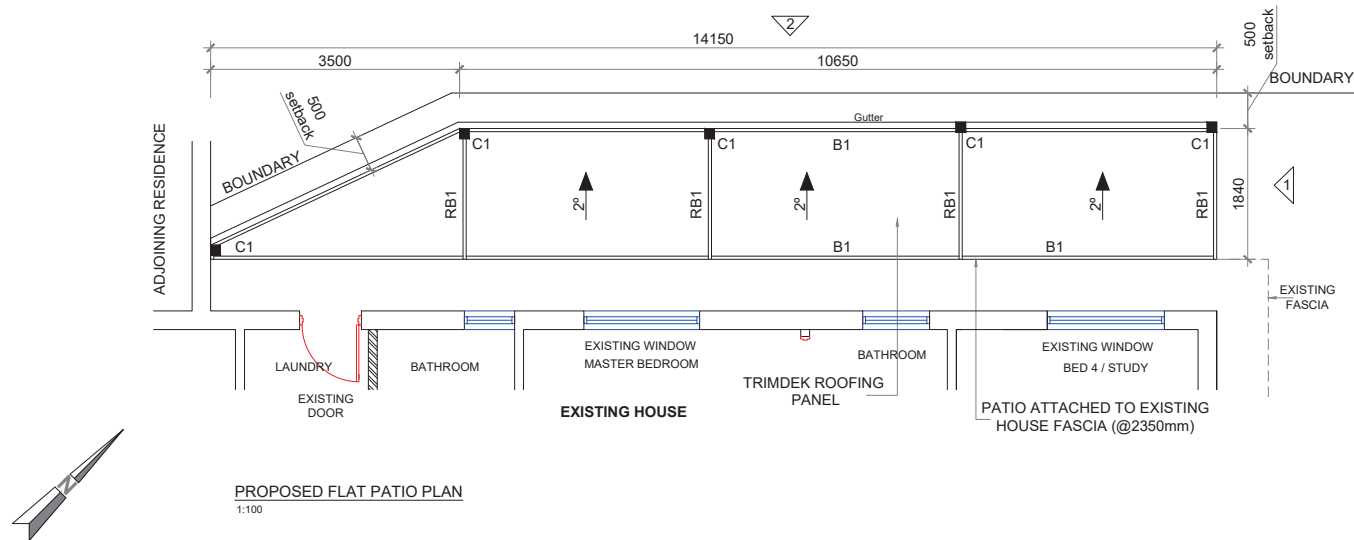 2
14150
500
setback
3500
10650
BOUNDARY
500
setback
Gutter
ADJOINING RESIDENCE
BOUNDARY
C1
C1
B1
C1
C1
2º
2º
2º
RB1
RB1
RB1
RB1
1840
1
C1
B1
B1
EXISTING
FASCIA
LAUNDRY
BATHROOM
EXISTING WINDOW
MASTER BEDROOM
BATHROOM
EXISTING WINDOW
BED 4 / STUDY
EXISTING
DOOR
EXISTING HOUSE
TRIMDEK ROOFING
PANEL
PATIO ATTACHED TO EXISTING
HOUSE FASCIA (@2350mm)
N
PROPOSED FLAT PATIO PLAN
1:100